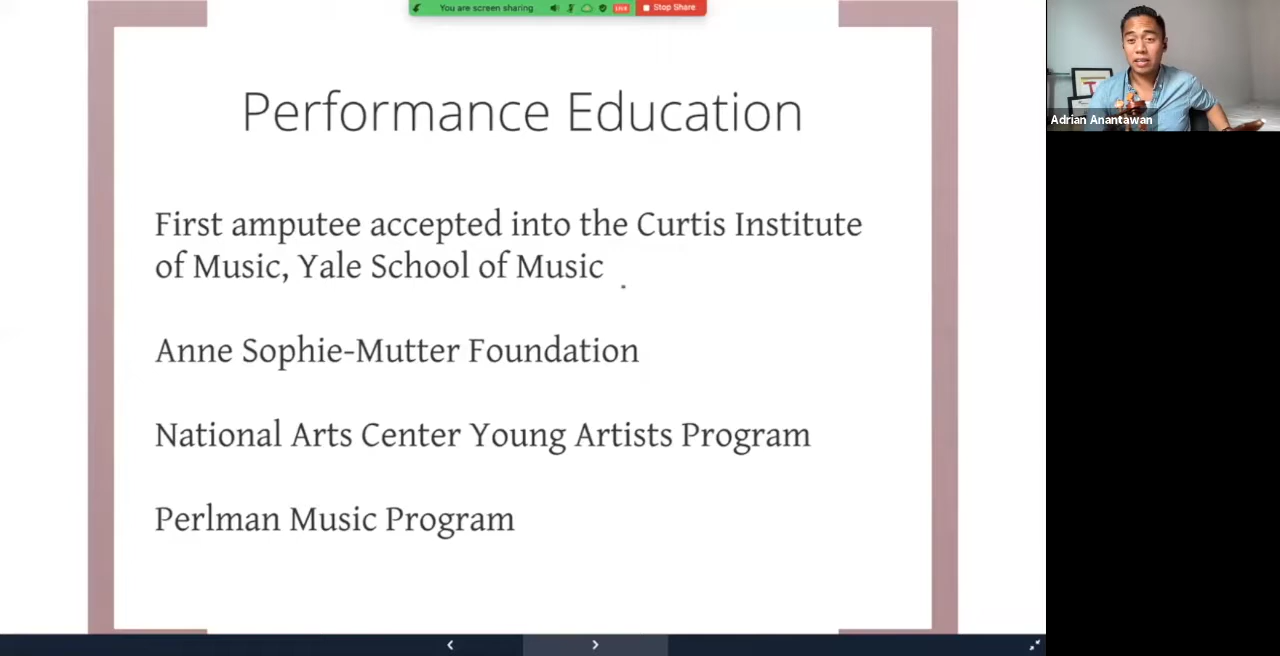 You are screen sharing
Stop Share
Performance Education
First amputee accepted into the Curtis Institute
of Music, Yale School of Music
Anne Sophie-Mutter Foundation
National Arts Center Young Artists Program
Perlman Music Program
Adrian Anantawan